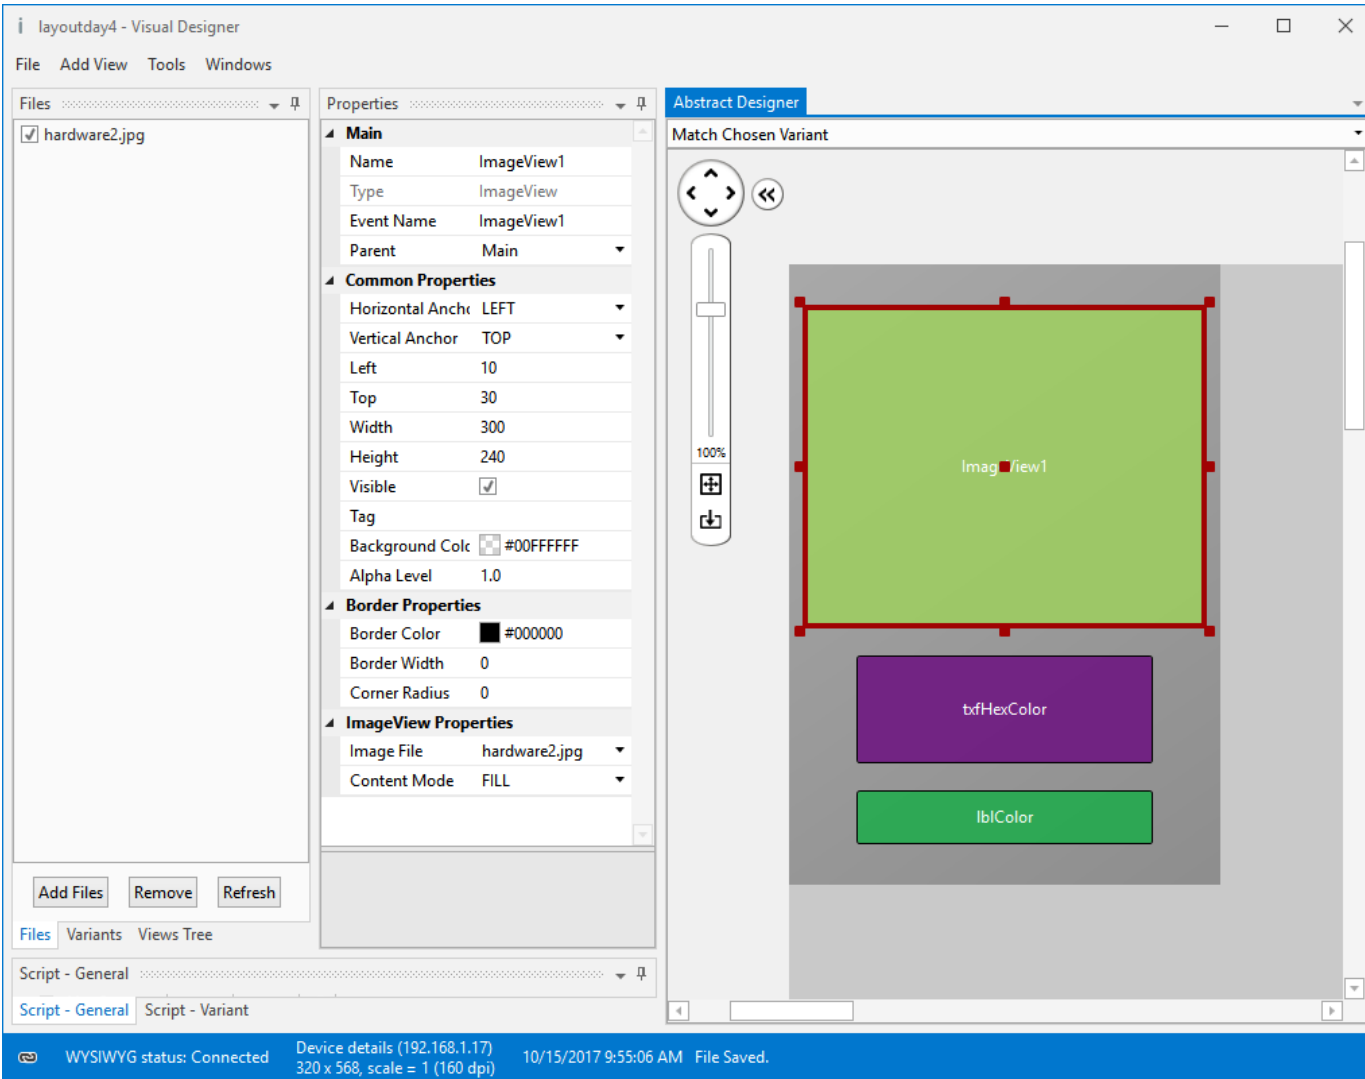 layoutday4 - Visual Designer
File Add View Tools Windows
Files
hardware2.jpg
Add Files Remove Refresh
Files Variants Views Tree
Properties
Main
Name ImageView1
Type ImageView
Event Name ImageView1
Parent Main
Common Properties
Horizontal Ancho LEFT
Vertical Anchor TOP
Left 10
Top 30
Width 300
Height 240
Visible
Tag
Background Colo #00FFFFFF
Alpha Level 1.0
Border Properties
Border Color #000000
Border Width 0
Corner Radius 0
ImageView Properties
Image File hardware2.jpg
Content Mode FILL
Abstract Designer
Match Chosen Variant
100%
ImageView1
txfHexColor
lblColor
Script - General
Script - General Script - Variant
WYSIWYG status: Connected
Device details (192.168.1.17)
320 x 568, scale = 1 (160 dpi)
10/15/2017 9:55:06 AM File Saved.